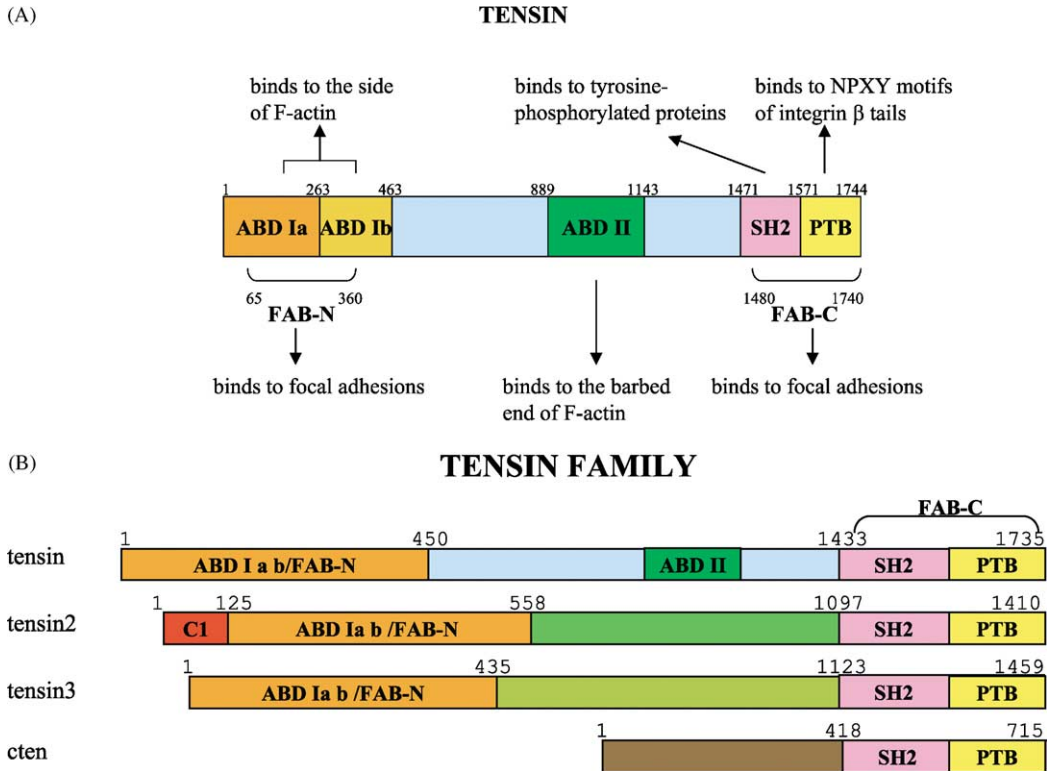 (A)
TENSIN
binds to the side
of F-actin
binds to tyrosine-
phosphorylated proteins
binds to NPXY motifs
of integrin β tails
1 263 463 889 1143 1471 1571 1744
ABD Ia ABD Ib ABD II SH2 PTB
65 360 1480 1740
FAB-N FAB-C
binds to focal adhesions
binds to the barbed
end of F-actin
binds to focal adhesions
(B)
TENSIN FAMILY
FAB-C
1 450 1433 1735
tensin ABD I a b/FAB-N ABD II SH2 PTB
1 125 558 1097 1410
tensin2 C1 ABD Ia b /FAB-N SH2 PTB
1 435 1123 1459
tensin3 ABD Ia b /FAB-N SH2 PTB
1 418 715
cten SH2 PTB